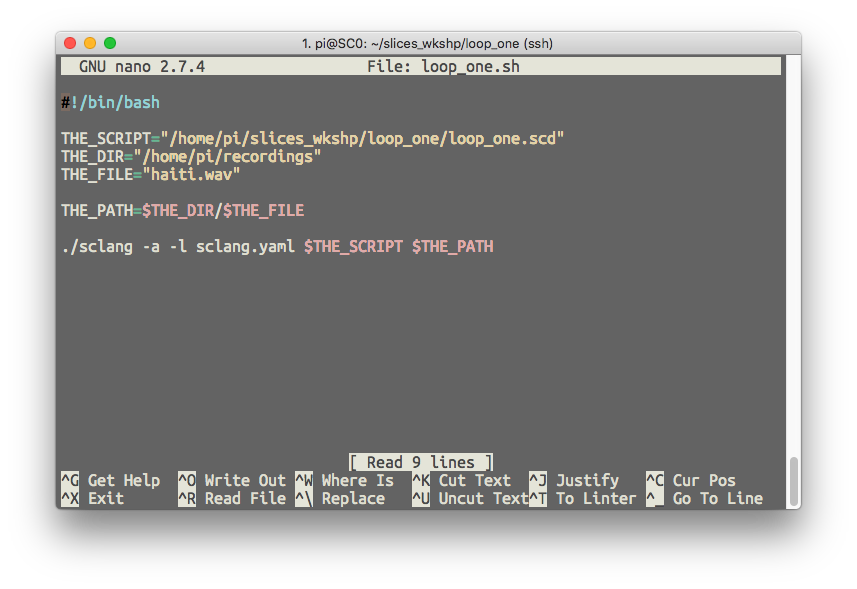 1. pi@SC0: ~/slices_wkshp/loop_one (ssh)
GNU nano 2.7.4 File: loop_one.sh
#!/bin/bash
THE_SCRIPT="/home/pi/slices_wkshp/loop_one/loop_one.scd"
THE_DIR="/home/pi/recordings"
THE_FILE="haiti.wav"
THE_PATH=$THE_DIR/$THE_FILE
./sclang -a -l sclang.yaml $THE_SCRIPT $THE_PATH
[ Read 9 lines ]
^G Get Help ^O Write Out ^W Where Is ^K Cut Text ^J Justify ^C Cur Pos
^X Exit ^R Read File ^\ Replace ^U Uncut Text ^T To Linter ^_ Go To Line